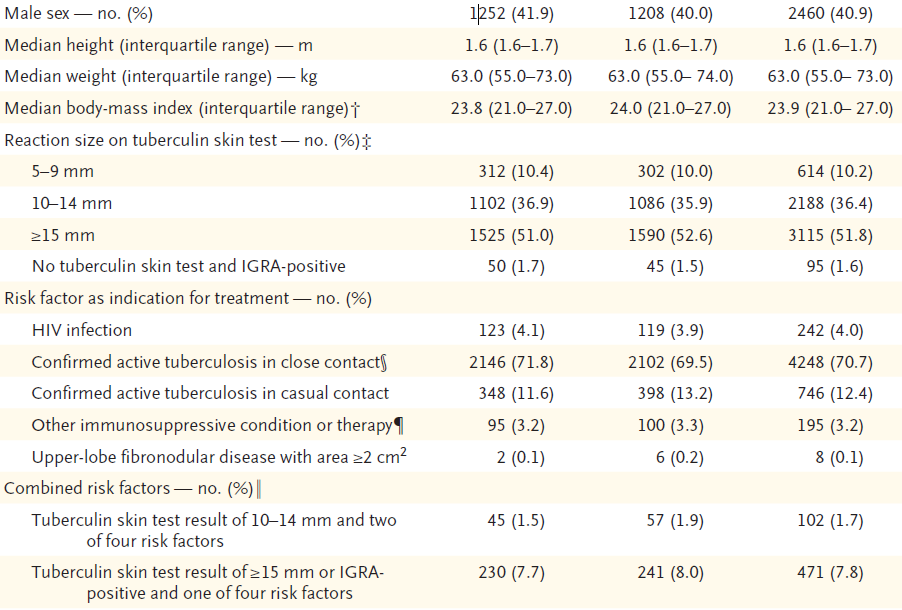 Male sex — no. (%) 1252 (41.9) 1208 (40.0) 2460 (40.9)
Median height (interquartile range) — m 1.6 (1.6–1.7) 1.6 (1.6–1.7) 1.6 (1.6–1.7)
Median weight (interquartile range) — kg 63.0 (55.0–73.0) 63.0 (55.0– 74.0) 63.0 (55.0– 73.0)
Median body-mass index (interquartile range)† 23.8 (21.0–27.0) 24.0 (21.0–27.0) 23.9 (21.0– 27.0)
Reaction size on tuberculin skin test — no. (%)‡
5–9 mm 312 (10.4) 302 (10.0) 614 (10.2)
10–14 mm 1102 (36.9) 1086 (35.9) 2188 (36.4)
≥15 mm 1525 (51.0) 1590 (52.6) 3115 (51.8)
No tuberculin skin test and IGRA-positive 50 (1.7) 45 (1.5) 95 (1.6)
Risk factor as indication for treatment — no. (%)
HIV infection 123 (4.1) 119 (3.9) 242 (4.0)
Confirmed active tuberculosis in close contact§ 2146 (71.8) 2102 (69.5) 4248 (70.7)
Confirmed active tuberculosis in casual contact 348 (11.6) 398 (13.2) 746 (12.4)
Other immunosuppressive condition or therapy¶ 95 (3.2) 100 (3.3) 195 (3.2)
Upper-lobe fibronodular disease with area ≥2 cm² 2 (0.1) 6 (0.2) 8 (0.1)
Combined risk factors — no. (%)‖
Tuberculin skin test result of 10–14 mm and two 45 (1.5) 57 (1.9) 102 (1.7)
of four risk factors
Tuberculin skin test result of ≥15 mm or IGRA- 230 (7.7) 241 (8.0) 471 (7.8)
positive and one of four risk factors